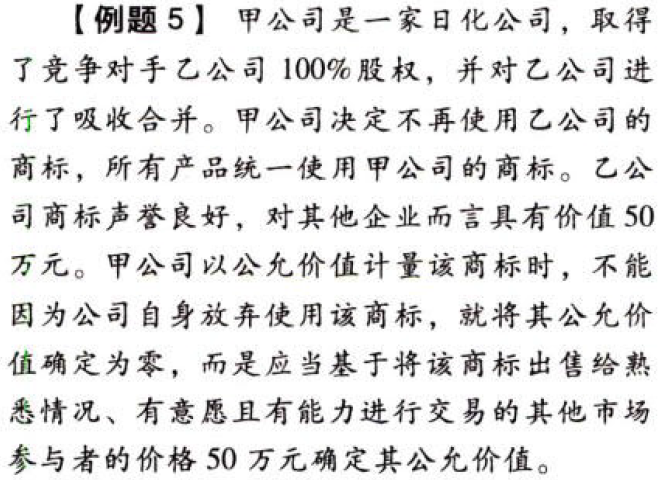 【例题 5】 甲公司是一家日化公司，取得
了竞争对手乙公司 100% 股权，并对乙公司进
行了吸收合并。甲公司决定不再使用乙公司的
商标，所有产品统一使用甲公司的商标。乙公
司商标声誉良好，对其他企业而言具有价值 50
万元。甲公司以公允价值计量该商标时，不能
因为公司自身放弃使用该商标，就将其公允价
值确定为零，而是应当基于将该商标出售给熟
悉情况、有意愿且有能力进行交易的其他市场
参与者的价格 50 万元确定其公允价值。